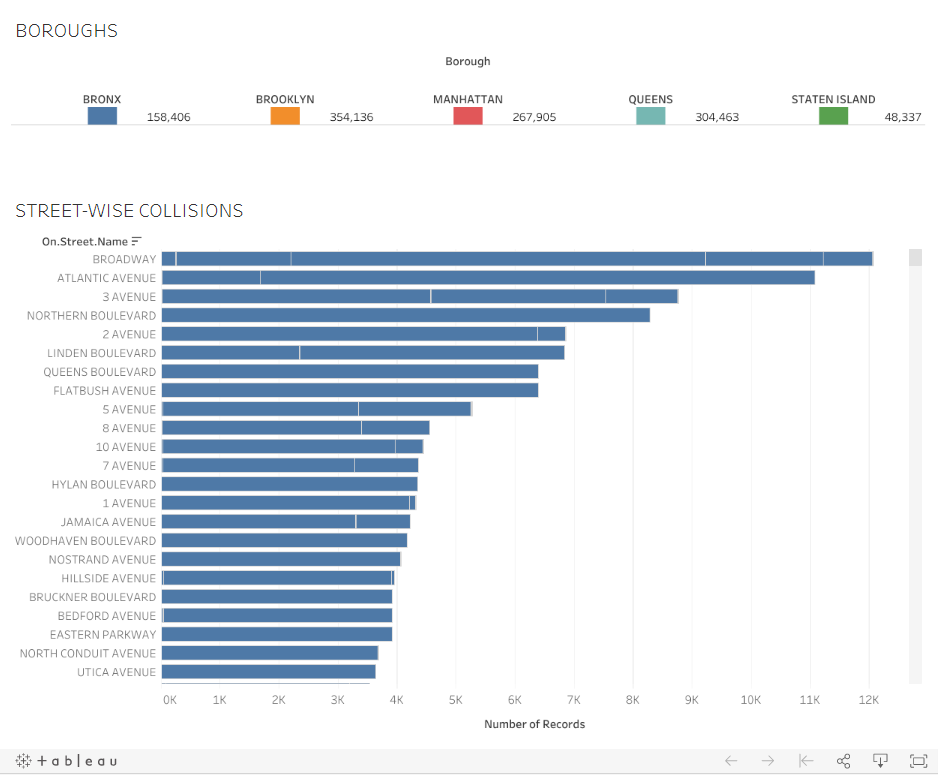 BOROUGHS
Borough
BRONX BROOKLYN MANHATTAN QUEENS STATEN ISLAND
158,406 354,136 267,905 304,463 48,337
STREET-WISE COLLISIONS
On.Street.Name
BROADWAY
ATLANTIC AVENUE
3 AVENUE
NORTHERN BOULEVARD
2 AVENUE
LINDEN BOULEVARD
QUEENS BOULEVARD
FLATBUSH AVENUE
5 AVENUE
8 AVENUE
10 AVENUE
7 AVENUE
HYLAN BOULEVARD
1 AVENUE
JAMAICA AVENUE
WOODHAVEN BOULEVARD
NOSTRAND AVENUE
HILLSIDE AVENUE
BRUCKNER BOULEVARD
BEDFORD AVENUE
EASTERN PARKWAY
NORTH CONDUIT AVENUE
UTICA AVENUE
0K 1K 2K 3K 4K 5K 6K 7K 8K 9K 10K 11K 12K
Number of Records
+ableau